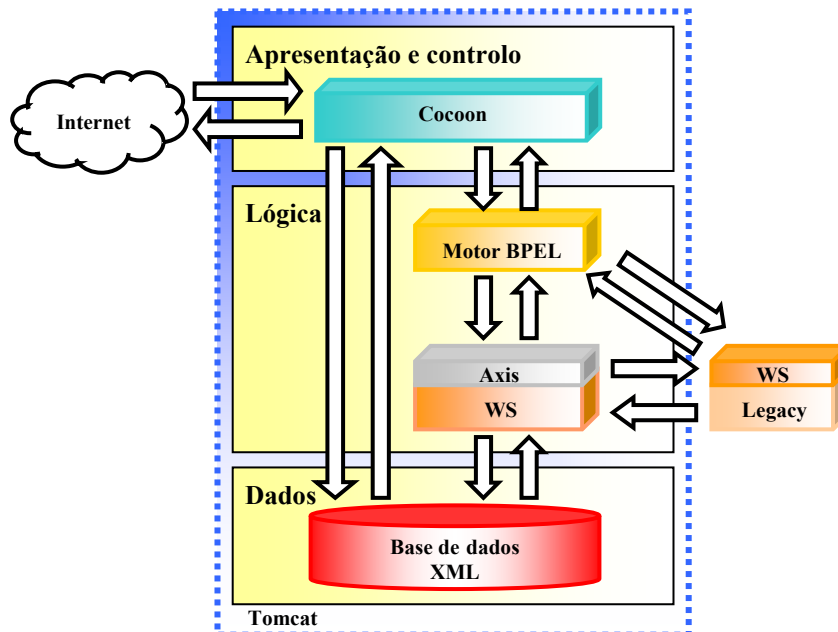 Apresentação e controlo
Internet
Cocoon
Lógica
Motor BPEL
Axis
WS
WS
Legacy
Dados
Base de dados
XML
Tomcat